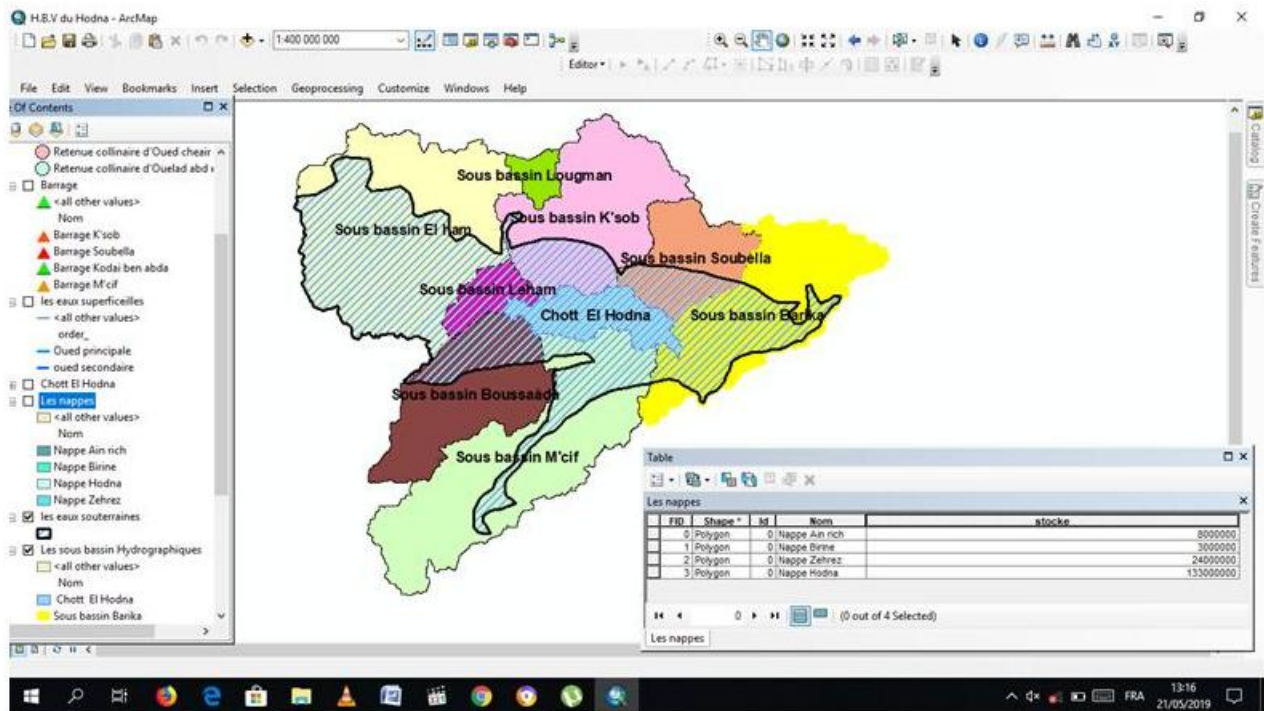 H.B.V du Hodna - ArcMap
1:400 000 000
Editor
File Edit View Bookmarks Insert Selection Geoprocessing Customize Windows Help
Of Contents
Retenue collinaire d'Oued cheair
Retenue collinaire d'Ouelad abd
Barrage
<all other values>
Nom
Barrage K'sob
Barrage Soubella
Barrage Kodai ben abda
Barrage M'cif
les eaux superficeilles
<all other values>
order_
Oued principale
oued secondaire
Chott El Hodna
Les nappes
<all other values>
Nom
Nappe Ain rich
Nappe Birine
Nappe Hodna
Nappe Zehrez
les eaux souterraines
Les sous bassin Hydrographiques
<all other values>
Nom
Chott El Hodna
Sous bassin Barika
Sous bassin Lougman
Sous bassin K'sob
Sous bassin El ham
Sous bassin Soubella
Sous bassin Leham
Chott El Hodna
Sous bassin Barika
Sous bassin Boussaâda
Sous bassin M'cif
Catalog
Create Features
Table
Les nappes
FID Shape * Id Nom stocke
0 Polygon 0 Nappe Ain rich 8000000
1 Polygon 0 Nappe Birine 3000000
2 Polygon 0 Nappe Zehrez 24000000
3 Polygon 0 Nappe Hodna 133000000
0 (0 out of 4 Selected)
Les nappes
FRA
13:16
21/05/2019